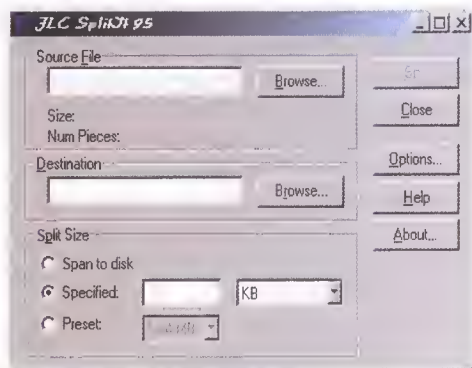 JLC SplitIt 95
Source File
Browse...
Size:
Num Pieces:
Destination
Browse...
Split Size
Span to disk
Specified:
KB
Preset:
Close
Options...
Help
About...